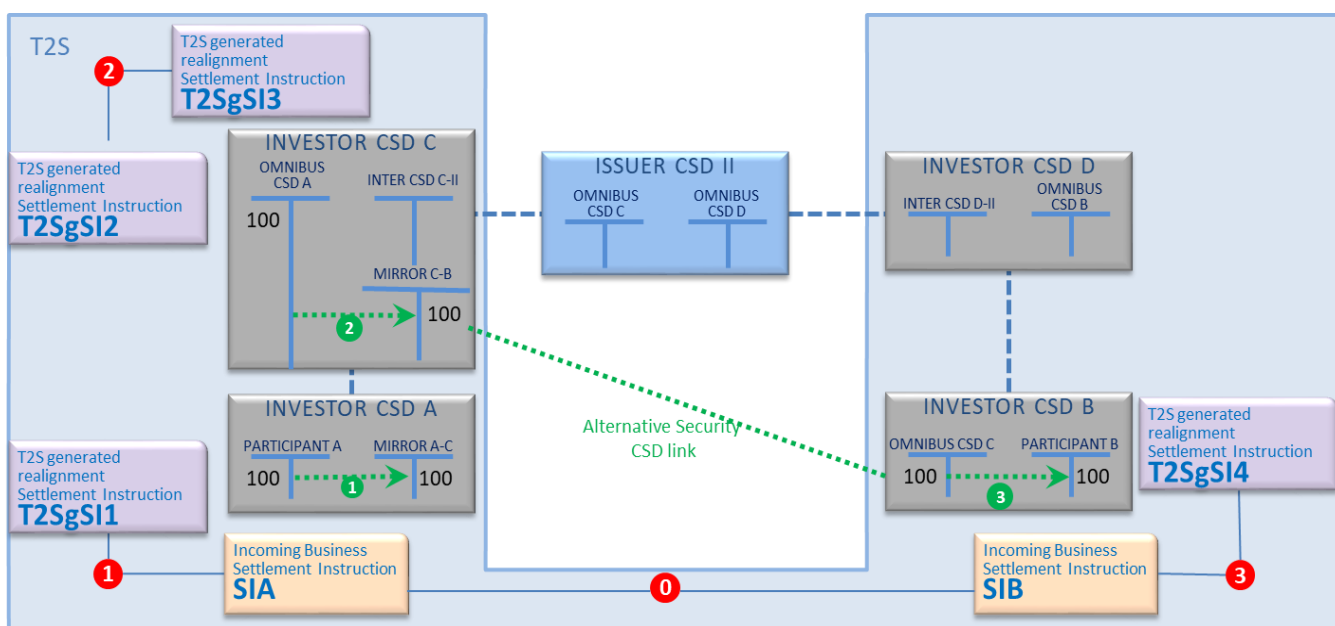 T2S
T2S generated
realignment
Settlement Instruction
T2SgSI3
2
T2S generated
realignment
Settlement Instruction
T2SgSI2
INVESTOR CSD C
OMNIBUS
CSD A
INTER CSD C-II
100
MIRROR C-B
100
2
ISSUER CSD II
OMNIBUS
CSD C
OMNIBUS
CSD D
INVESTOR CSD D
INTER CSD D-II
OMNIBUS
CSD B
INVESTOR CSD A
PARTICIPANT A
MIRROR A-C
100
100
1
Alternative Security
CSD link
INVESTOR CSD B
OMNIBUS CSD C
PARTICIPANT B
100
100
3
T2S generated
realignment
Settlement Instruction
T2SgSI4
T2S generated
realignment
Settlement Instruction
T2SgSI1
1
Incoming Business
Settlement Instruction
SIA
0
Incoming Business
Settlement Instruction
SIB
3